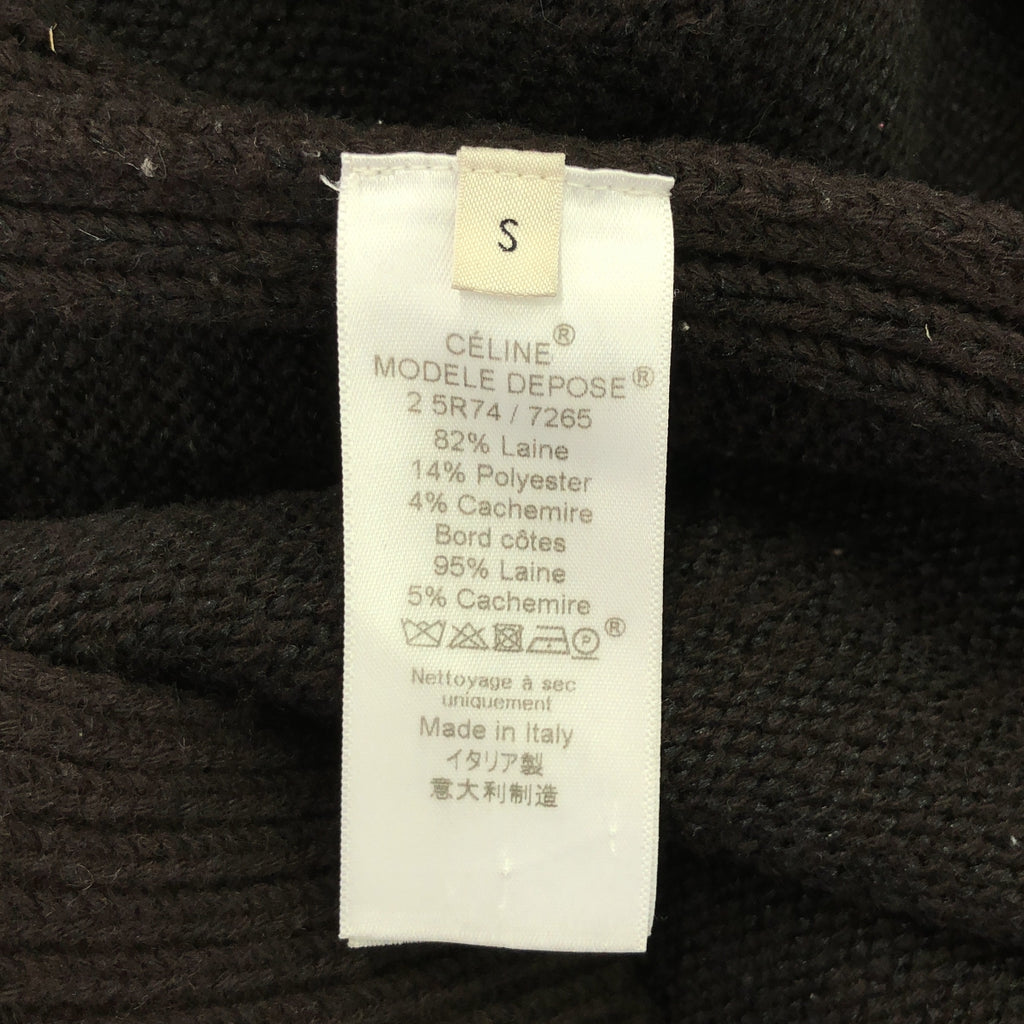 S
CÉLINE®
MODELE DEPOSE®
2 5R74 / 7265
82% Laine
14% Polyester
4% Cachemire
Bord côtes
95% Laine
5% Cachemire
P ®
Nettoyage à sec
uniquement
Made in Italy
イタリア製
意大利制造